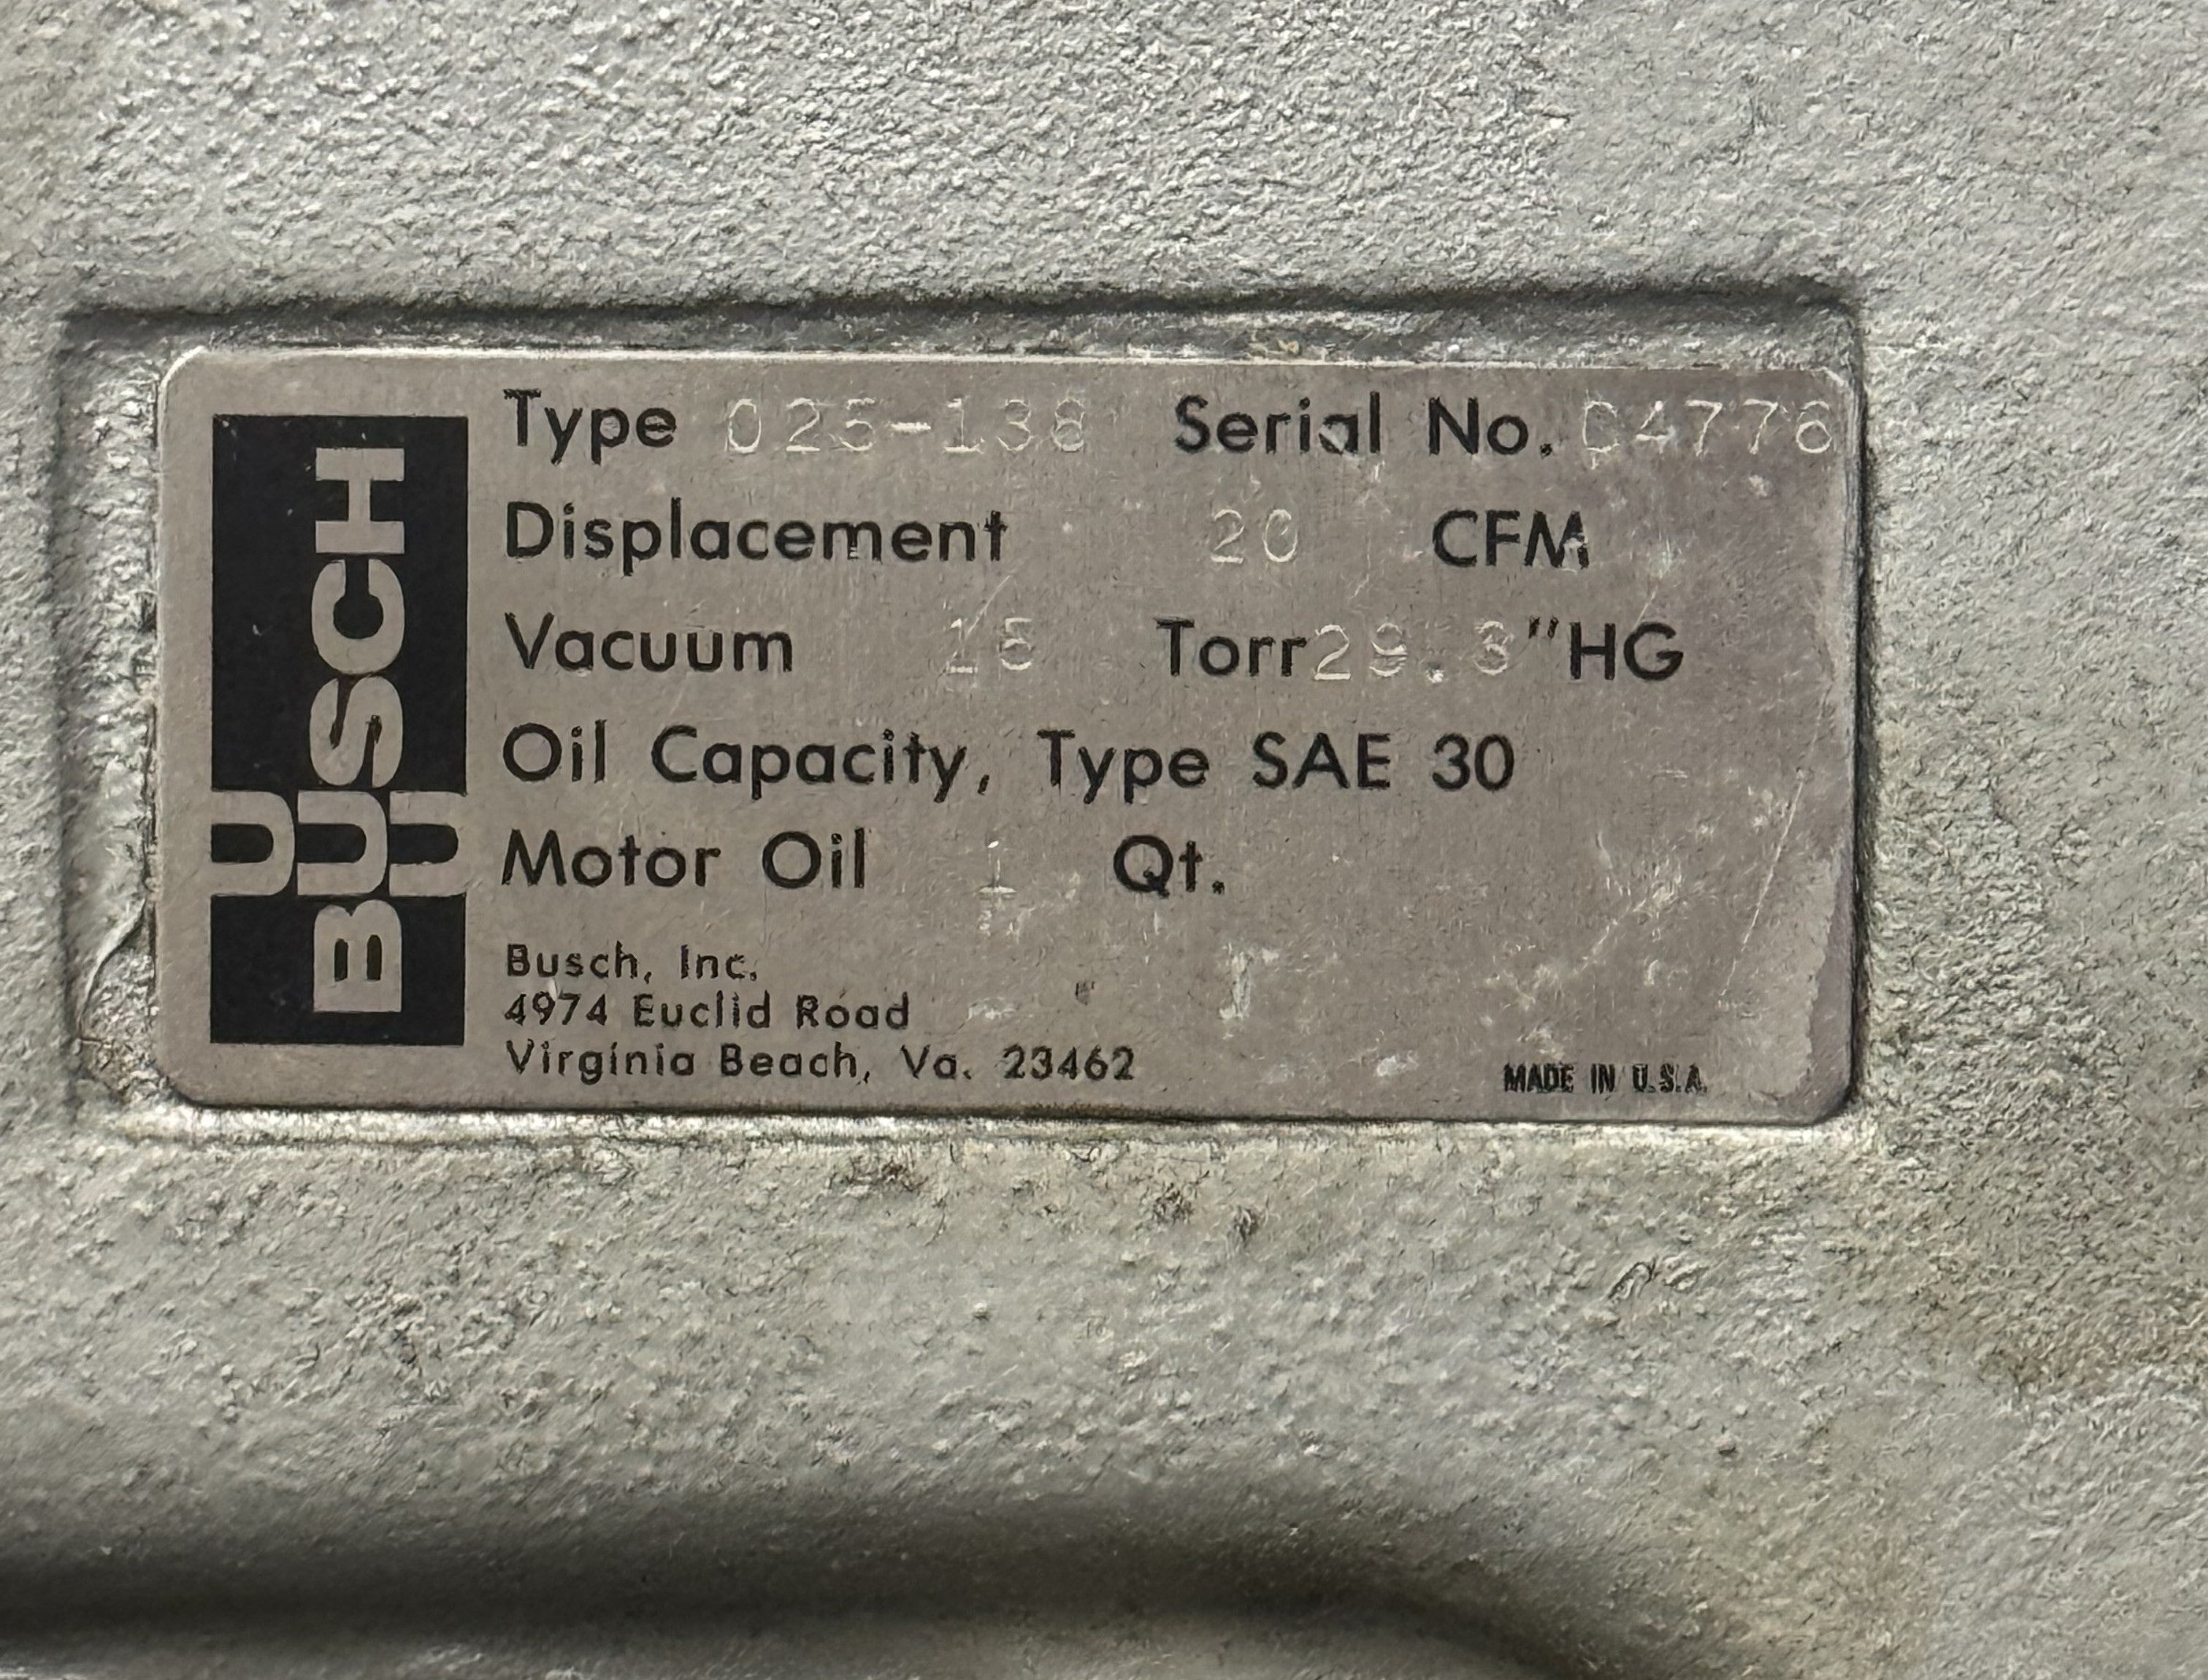 BUSCH
Type 025-138 Serial No. C4776
Displacement 20 CFM
Vacuum 15 Torr 29.3 "HG
Oil Capacity, Type SAE 30
Motor Oil 1 Qt.
Busch, Inc.
4974 Euclid Road
Virginia Beach, Va. 23462
MADE IN U.S.A.